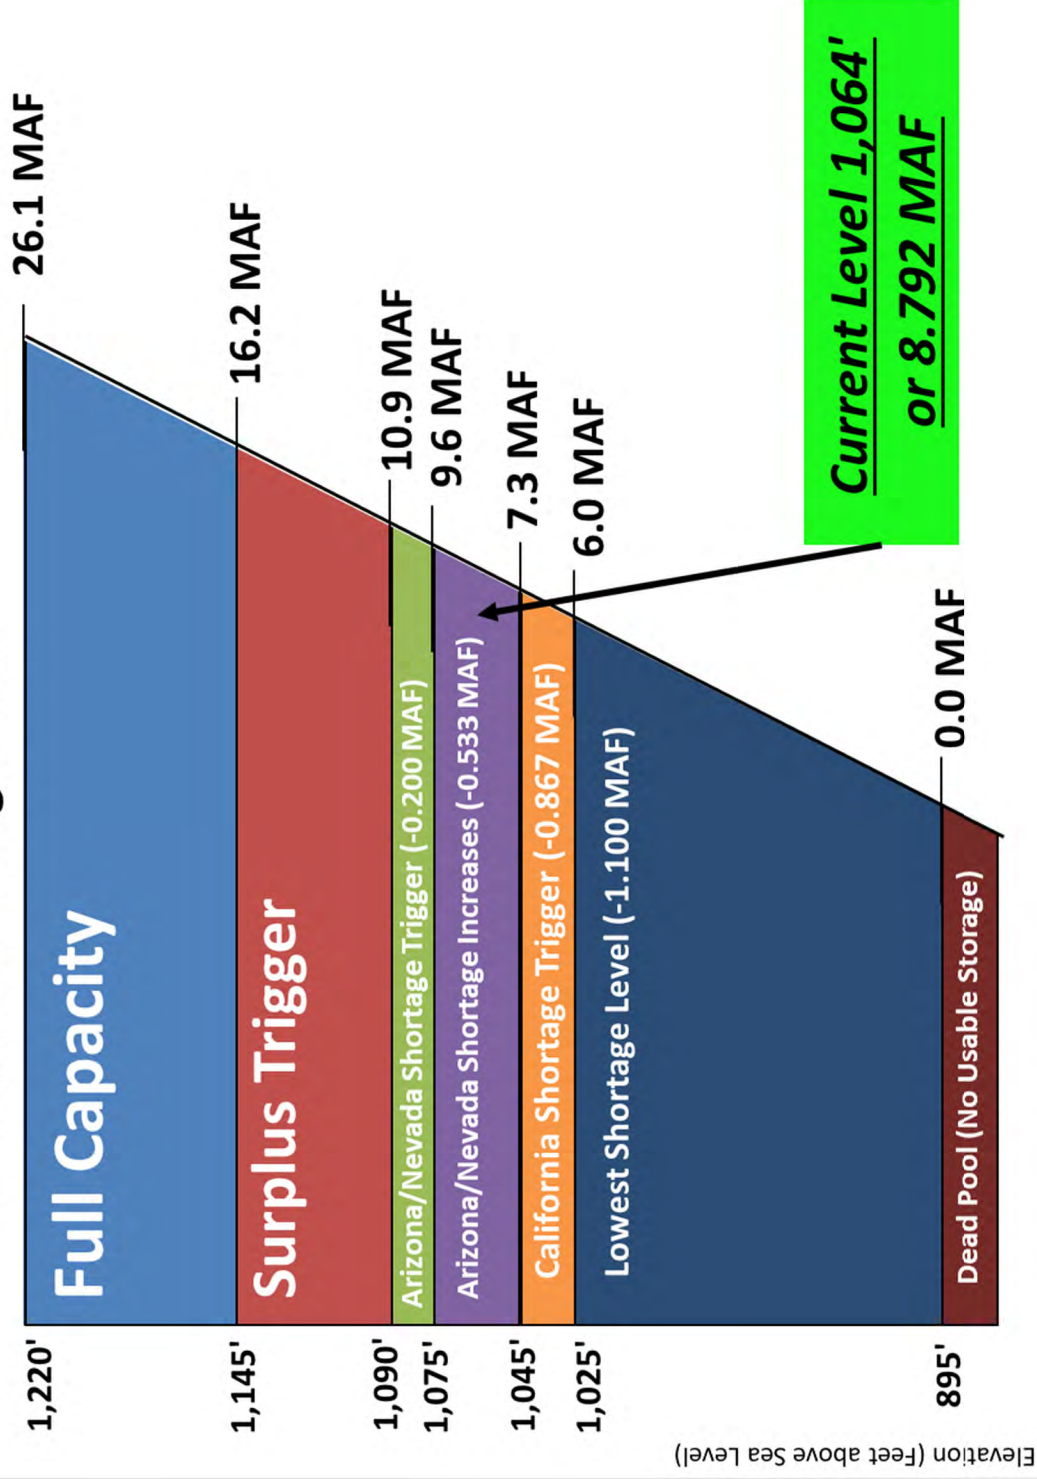 1,220'
Full Capacity
26.1 MAF
1,145'
Surplus Trigger
16.2 MAF
1,090'
Arizona/Nevada Shortage Trigger (-0.200 MAF)
10.9 MAF
1,075'
Arizona/Nevada Shortage Increases (-0.533 MAF)
9.6 MAF
1,045'
California Shortage Trigger (-0.867 MAF)
7.3 MAF
1,025'
Lowest Shortage Level (-1.100 MAF)
6.0 MAF
Current Level 1,064'
or 8.792 MAF
895'
Dead Pool (No Usable Storage)
0.0 MAF
Elevation (Feet above Sea Level)